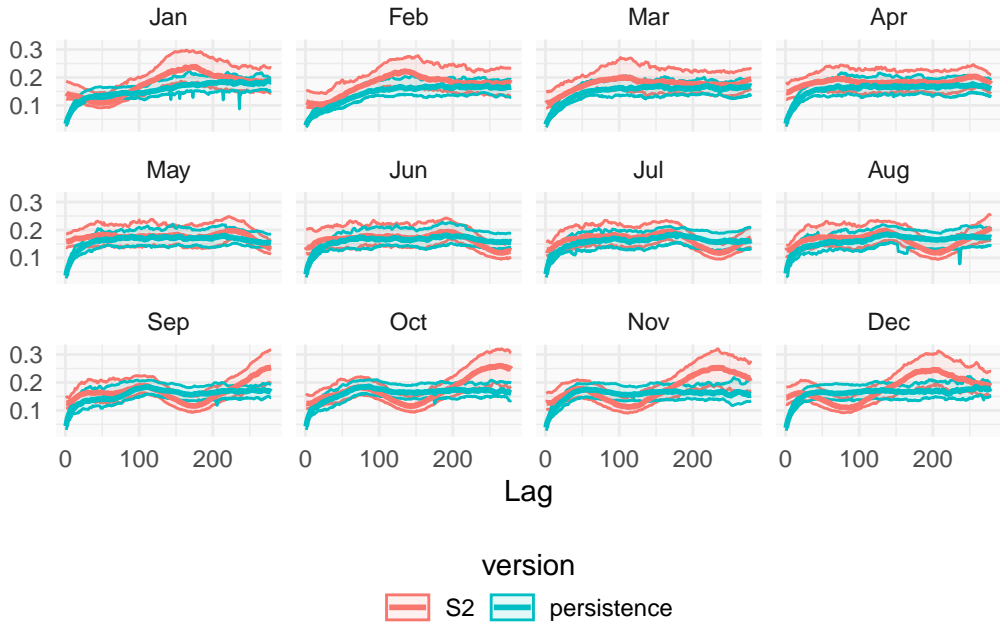 Jan Feb Mar Apr
0.3
0.2
0.1
May Jun Jul Aug
0.3
0.2
0.1
Sep Oct Nov Dec
0.3
0.2
0.1
0 100 200 0 100 200 0 100 200 0 100 200
Lag
version
S2 persistence